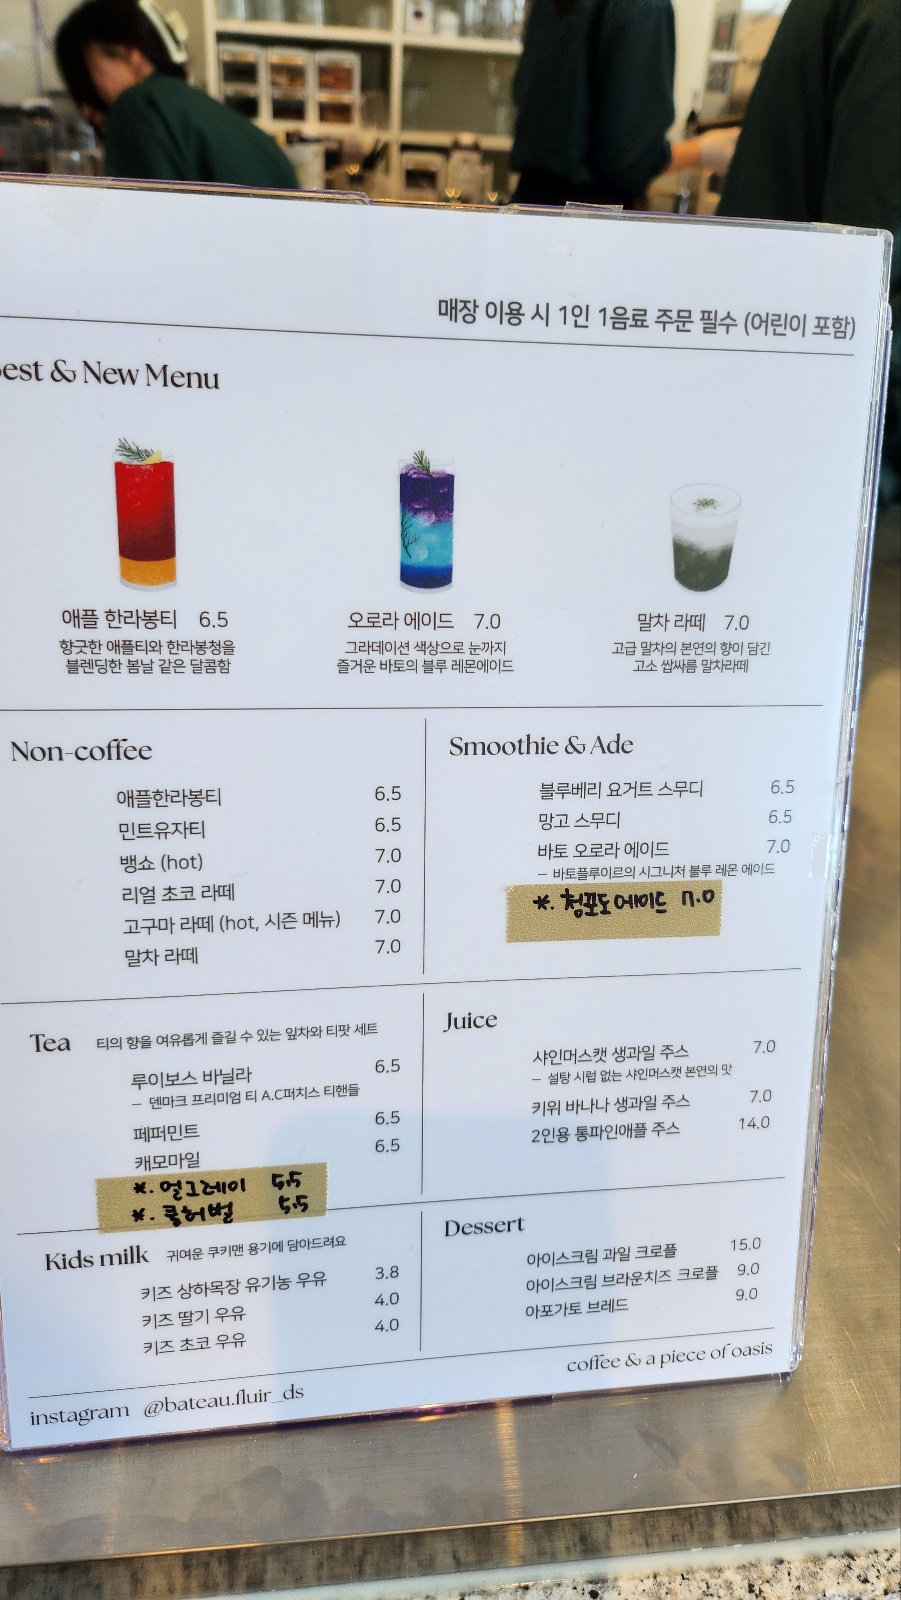 매장 이용 시 1인 1음료 주문 필수 (어린이 포함)
est & New Menu
애플 한라봉티 6.5
향긋한 애플티와 한라봉청을
블렌딩한 봄날 같은 달콤함
오로라 에이드 7.0
그라데이션 색상으로 눈까지
즐거운 바토의 블루 레몬에이드
말차 라떼 7.0
고급 말차의 본연의 향이 담긴
고소 쌉싸름 말차라떼
Non-coffee
애플한라봉티 6.5
민트유자티 6.5
뱅쇼 (hot) 7.0
리얼 초코 라떼 7.0
고구마 라떼 (hot, 시즌 메뉴) 7.0
말차 라떼 7.0
Smoothie & Ade
블루베리 요거트 스무디 6.5
망고 스무디 6.5
바토 오로라 에이드 7.0
– 바토플루이르의 시그니처 블루 레몬 에이드
*. 청포도에이드 7.0
Tea 티의 향을 여유롭게 즐길 수 있는 잎차와 티팟 세트
루이보스 바닐라 6.5
– 덴마크 프리미엄 티 A.C퍼치스 티핸들
페퍼민트 6.5
캐모마일 6.5
*. 얼그레이 5.5
*. 쿨허벌 5.5
Juice
샤인머스캣 생과일 주스 7.0
– 설탕 시럽 없는 샤인머스캣 본연의 맛
키위 바나나 생과일 주스 7.0
2인용 통파인애플 주스 14.0
Kids milk 귀여운 쿠키맨 용기에 담아드려요
키즈 상하목장 유기농 우유 3.8
키즈 딸기 우유 4.0
키즈 초코 우유 4.0
Dessert
아이스크림 과일 크로플 15.0
아이스크림 브라운치즈 크로플 9.0
아포가토 브레드 9.0
coffee & a piece of oasis
instagram @bateau.fluir_ds